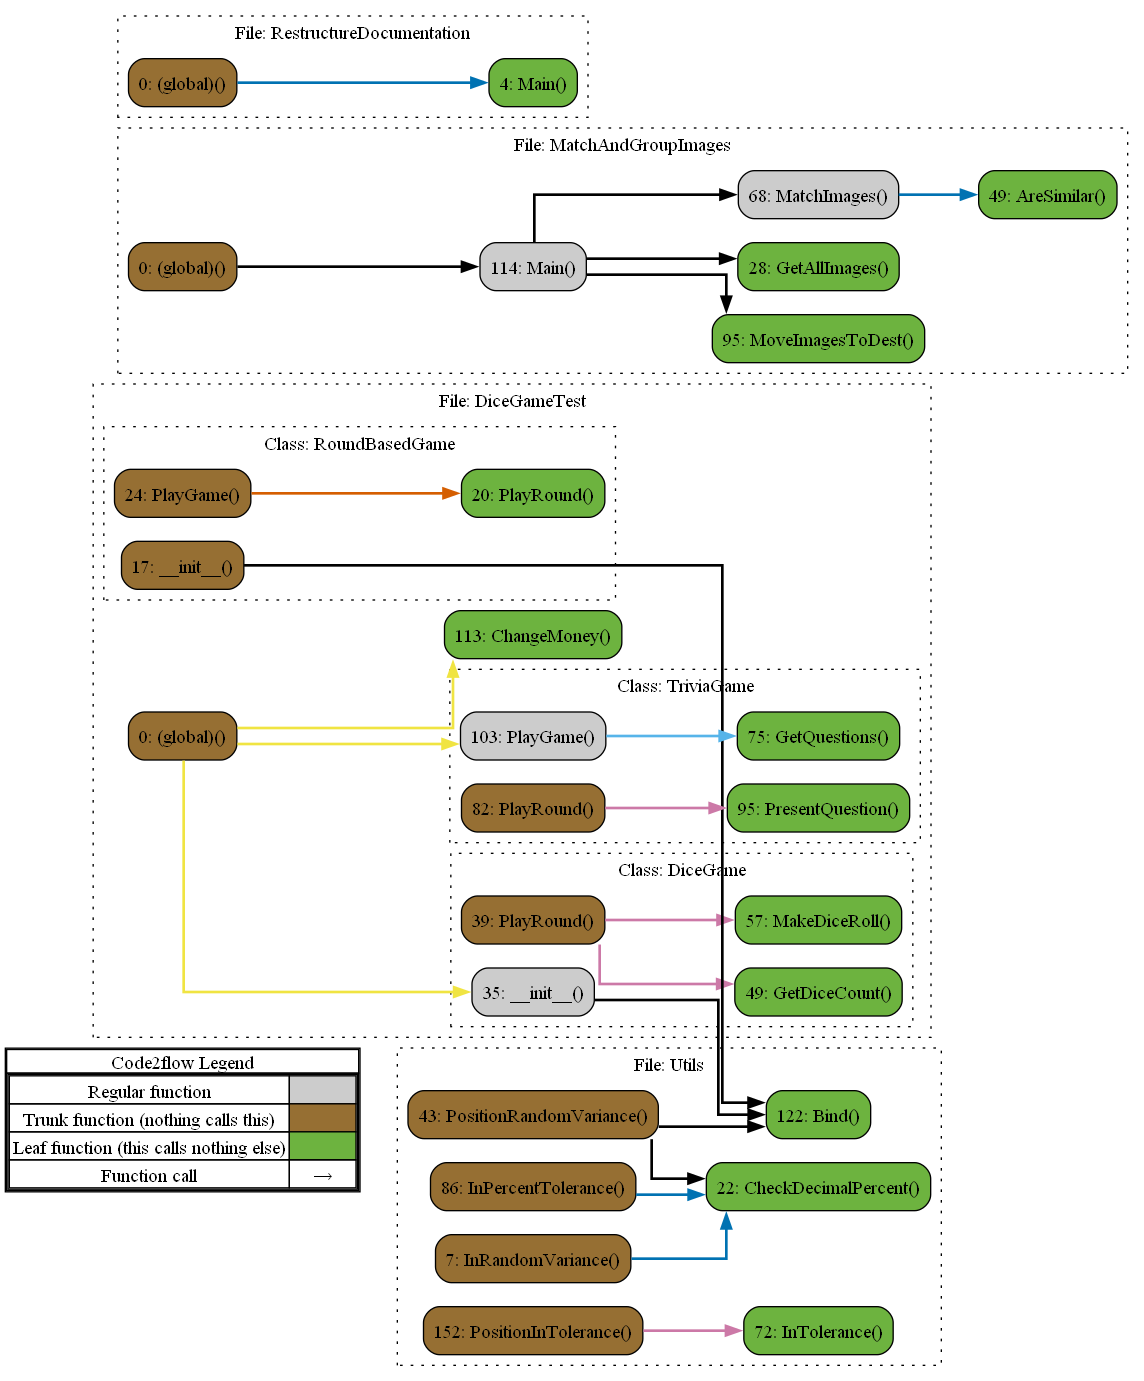 File: RestructureDocumentation
0: (global)()
4: Main()
File: MatchAndGroupImages
68: MatchImages()
49: AreSimilar()
0: (global)()
114: Main()
28: GetAllImages()
95: MoveImagesToDest()
File: DiceGameTest
Class: RoundBasedGame
24: PlayGame()
20: PlayRound()
17: __init__()
113: ChangeMoney()
Class: TriviaGame
0: (global)()
103: PlayGame()
75: GetQuestions()
82: PlayRound()
95: PresentQuestion()
Class: DiceGame
39: PlayRound()
57: MakeDiceRoll()
35: __init__()
49: GetDiceCount()
Code2flow Legend
Regular function
Trunk function (nothing calls this)
Leaf function (this calls nothing else)
Function call →
File: Utils
43: PositionRandomVariance()
122: Bind()
86: InPercentTolerance()
22: CheckDecimalPercent()
7: InRandomVariance()
152: PositionInTolerance()
72: InTolerance()